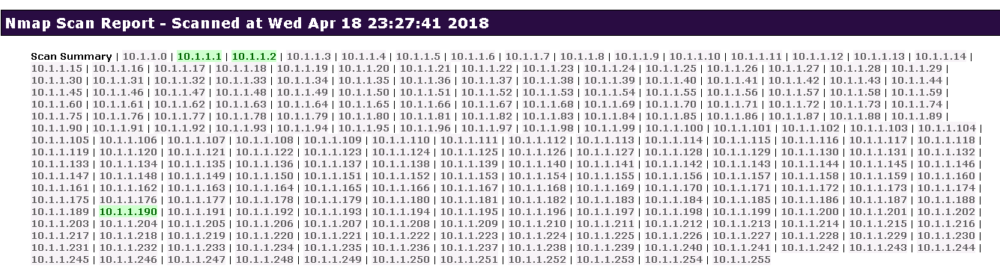 Nmap Scan Report - Scanned at Wed Apr 18 23:27:41 2018
Scan Summary | 10.1.1.0 | 10.1.1.1 | 10.1.1.2 | 10.1.1.3 | 10.1.1.4 | 10.1.1.5 | 10.1.1.6 | 10.1.1.7 | 10.1.1.8 | 10.1.1.9 | 10.1.1.10 | 10.1.1.11 | 10.1.1.12 | 10.1.1.13 | 10.1.1.14 |
10.1.1.15 | 10.1.1.16 | 10.1.1.17 | 10.1.1.18 | 10.1.1.19 | 10.1.1.20 | 10.1.1.21 | 10.1.1.22 | 10.1.1.23 | 10.1.1.24 | 10.1.1.25 | 10.1.1.26 | 10.1.1.27 | 10.1.1.28 | 10.1.1.29 |
10.1.1.30 | 10.1.1.31 | 10.1.1.32 | 10.1.1.33 | 10.1.1.34 | 10.1.1.35 | 10.1.1.36 | 10.1.1.37 | 10.1.1.38 | 10.1.1.39 | 10.1.1.40 | 10.1.1.41 | 10.1.1.42 | 10.1.1.43 | 10.1.1.44 |
10.1.1.45 | 10.1.1.46 | 10.1.1.47 | 10.1.1.48 | 10.1.1.49 | 10.1.1.50 | 10.1.1.51 | 10.1.1.52 | 10.1.1.53 | 10.1.1.54 | 10.1.1.55 | 10.1.1.56 | 10.1.1.57 | 10.1.1.58 | 10.1.1.59 |
10.1.1.60 | 10.1.1.61 | 10.1.1.62 | 10.1.1.63 | 10.1.1.64 | 10.1.1.65 | 10.1.1.66 | 10.1.1.67 | 10.1.1.68 | 10.1.1.69 | 10.1.1.70 | 10.1.1.71 | 10.1.1.72 | 10.1.1.73 | 10.1.1.74 |
10.1.1.75 | 10.1.1.76 | 10.1.1.77 | 10.1.1.78 | 10.1.1.79 | 10.1.1.80 | 10.1.1.81 | 10.1.1.82 | 10.1.1.83 | 10.1.1.84 | 10.1.1.85 | 10.1.1.86 | 10.1.1.87 | 10.1.1.88 | 10.1.1.89 |
10.1.1.90 | 10.1.1.91 | 10.1.1.92 | 10.1.1.93 | 10.1.1.94 | 10.1.1.95 | 10.1.1.96 | 10.1.1.97 | 10.1.1.98 | 10.1.1.99 | 10.1.1.100 | 10.1.1.101 | 10.1.1.102 | 10.1.1.103 | 10.1.1.104 |
10.1.1.105 | 10.1.1.106 | 10.1.1.107 | 10.1.1.108 | 10.1.1.109 | 10.1.1.110 | 10.1.1.111 | 10.1.1.112 | 10.1.1.113 | 10.1.1.114 | 10.1.1.115 | 10.1.1.116 | 10.1.1.117 | 10.1.1.118 |
10.1.1.119 | 10.1.1.120 | 10.1.1.121 | 10.1.1.122 | 10.1.1.123 | 10.1.1.124 | 10.1.1.125 | 10.1.1.126 | 10.1.1.127 | 10.1.1.128 | 10.1.1.129 | 10.1.1.130 | 10.1.1.131 | 10.1.1.132 |
10.1.1.133 | 10.1.1.134 | 10.1.1.135 | 10.1.1.136 | 10.1.1.137 | 10.1.1.138 | 10.1.1.139 | 10.1.1.140 | 10.1.1.141 | 10.1.1.142 | 10.1.1.143 | 10.1.1.144 | 10.1.1.145 | 10.1.1.146 |
10.1.1.147 | 10.1.1.148 | 10.1.1.149 | 10.1.1.150 | 10.1.1.151 | 10.1.1.152 | 10.1.1.153 | 10.1.1.154 | 10.1.1.155 | 10.1.1.156 | 10.1.1.157 | 10.1.1.158 | 10.1.1.159 | 10.1.1.160 |
10.1.1.161 | 10.1.1.162 | 10.1.1.163 | 10.1.1.164 | 10.1.1.165 | 10.1.1.166 | 10.1.1.167 | 10.1.1.168 | 10.1.1.169 | 10.1.1.170 | 10.1.1.171 | 10.1.1.172 | 10.1.1.173 | 10.1.1.174 |
10.1.1.175 | 10.1.1.176 | 10.1.1.177 | 10.1.1.178 | 10.1.1.179 | 10.1.1.180 | 10.1.1.181 | 10.1.1.182 | 10.1.1.183 | 10.1.1.184 | 10.1.1.185 | 10.1.1.186 | 10.1.1.187 | 10.1.1.188 |
10.1.1.189 | 10.1.1.190 | 10.1.1.191 | 10.1.1.192 | 10.1.1.193 | 10.1.1.194 | 10.1.1.195 | 10.1.1.196 | 10.1.1.197 | 10.1.1.198 | 10.1.1.199 | 10.1.1.200 | 10.1.1.201 | 10.1.1.202 |
10.1.1.203 | 10.1.1.204 | 10.1.1.205 | 10.1.1.206 | 10.1.1.207 | 10.1.1.208 | 10.1.1.209 | 10.1.1.210 | 10.1.1.211 | 10.1.1.212 | 10.1.1.213 | 10.1.1.214 | 10.1.1.215 | 10.1.1.216 |
10.1.1.217 | 10.1.1.218 | 10.1.1.219 | 10.1.1.220 | 10.1.1.221 | 10.1.1.222 | 10.1.1.223 | 10.1.1.224 | 10.1.1.225 | 10.1.1.226 | 10.1.1.227 | 10.1.1.228 | 10.1.1.229 | 10.1.1.230 |
10.1.1.231 | 10.1.1.232 | 10.1.1.233 | 10.1.1.234 | 10.1.1.235 | 10.1.1.236 | 10.1.1.237 | 10.1.1.238 | 10.1.1.239 | 10.1.1.240 | 10.1.1.241 | 10.1.1.242 | 10.1.1.243 | 10.1.1.244 |
10.1.1.245 | 10.1.1.246 | 10.1.1.247 | 10.1.1.248 | 10.1.1.249 | 10.1.1.250 | 10.1.1.251 | 10.1.1.252 | 10.1.1.253 | 10.1.1.254 | 10.1.1.255